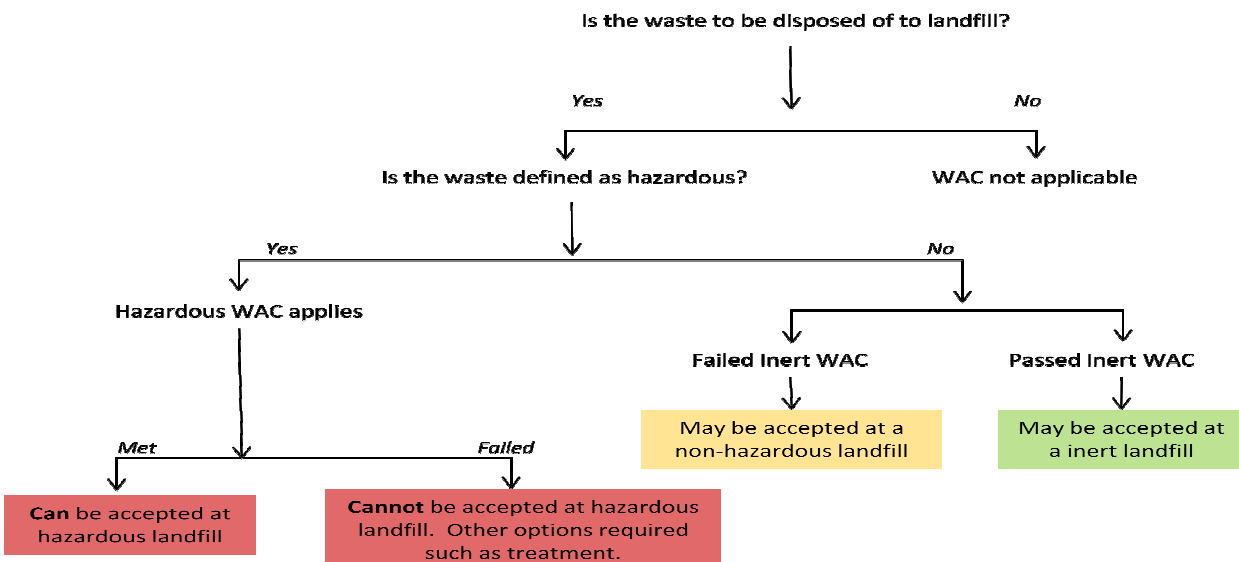 Is the waste to be disposed of to landfill?
Yes
No
Is the waste defined as hazardous?
WAC not applicable
Yes
No
Hazardous WAC applies
Failed Inert WAC
Passed Inert WAC
May be accepted at a
non-hazardous landfill
May be accepted at
a inert landfill
Met
Failed
Can be accepted at
hazardous landfill
Cannot be accepted at hazardous
landfill.  Other options required
such as treatment.